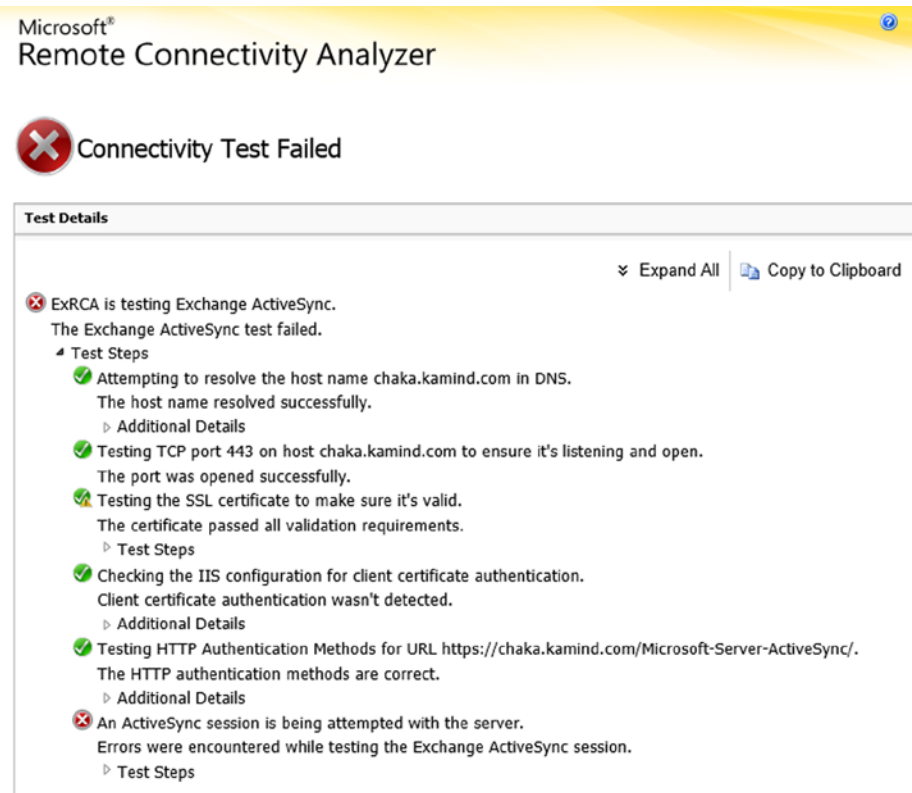 Microsoft®
Remote Connectivity Analyzer
Connectivity Test Failed
Test Details
Expand All Copy to Clipboard
ExRCA is testing Exchange ActiveSync.
The Exchange ActiveSync test failed.
Test Steps
Attempting to resolve the host name chaka.kamind.com in DNS.
The host name resolved successfully.
Additional Details
Testing TCP port 443 on host chaka.kamind.com to ensure it's listening and open.
The port was opened successfully.
Testing the SSL certificate to make sure it's valid.
The certificate passed all validation requirements.
Test Steps
Checking the IIS configuration for client certificate authentication.
Client certificate authentication wasn't detected.
Additional Details
Testing HTTP Authentication Methods for URL https://chaka.kamind.com/Microsoft-Server-ActiveSync/.
The HTTP authentication methods are correct.
Additional Details
An ActiveSync session is being attempted with the server.
Errors were encountered while testing the Exchange ActiveSync session.
Test Steps